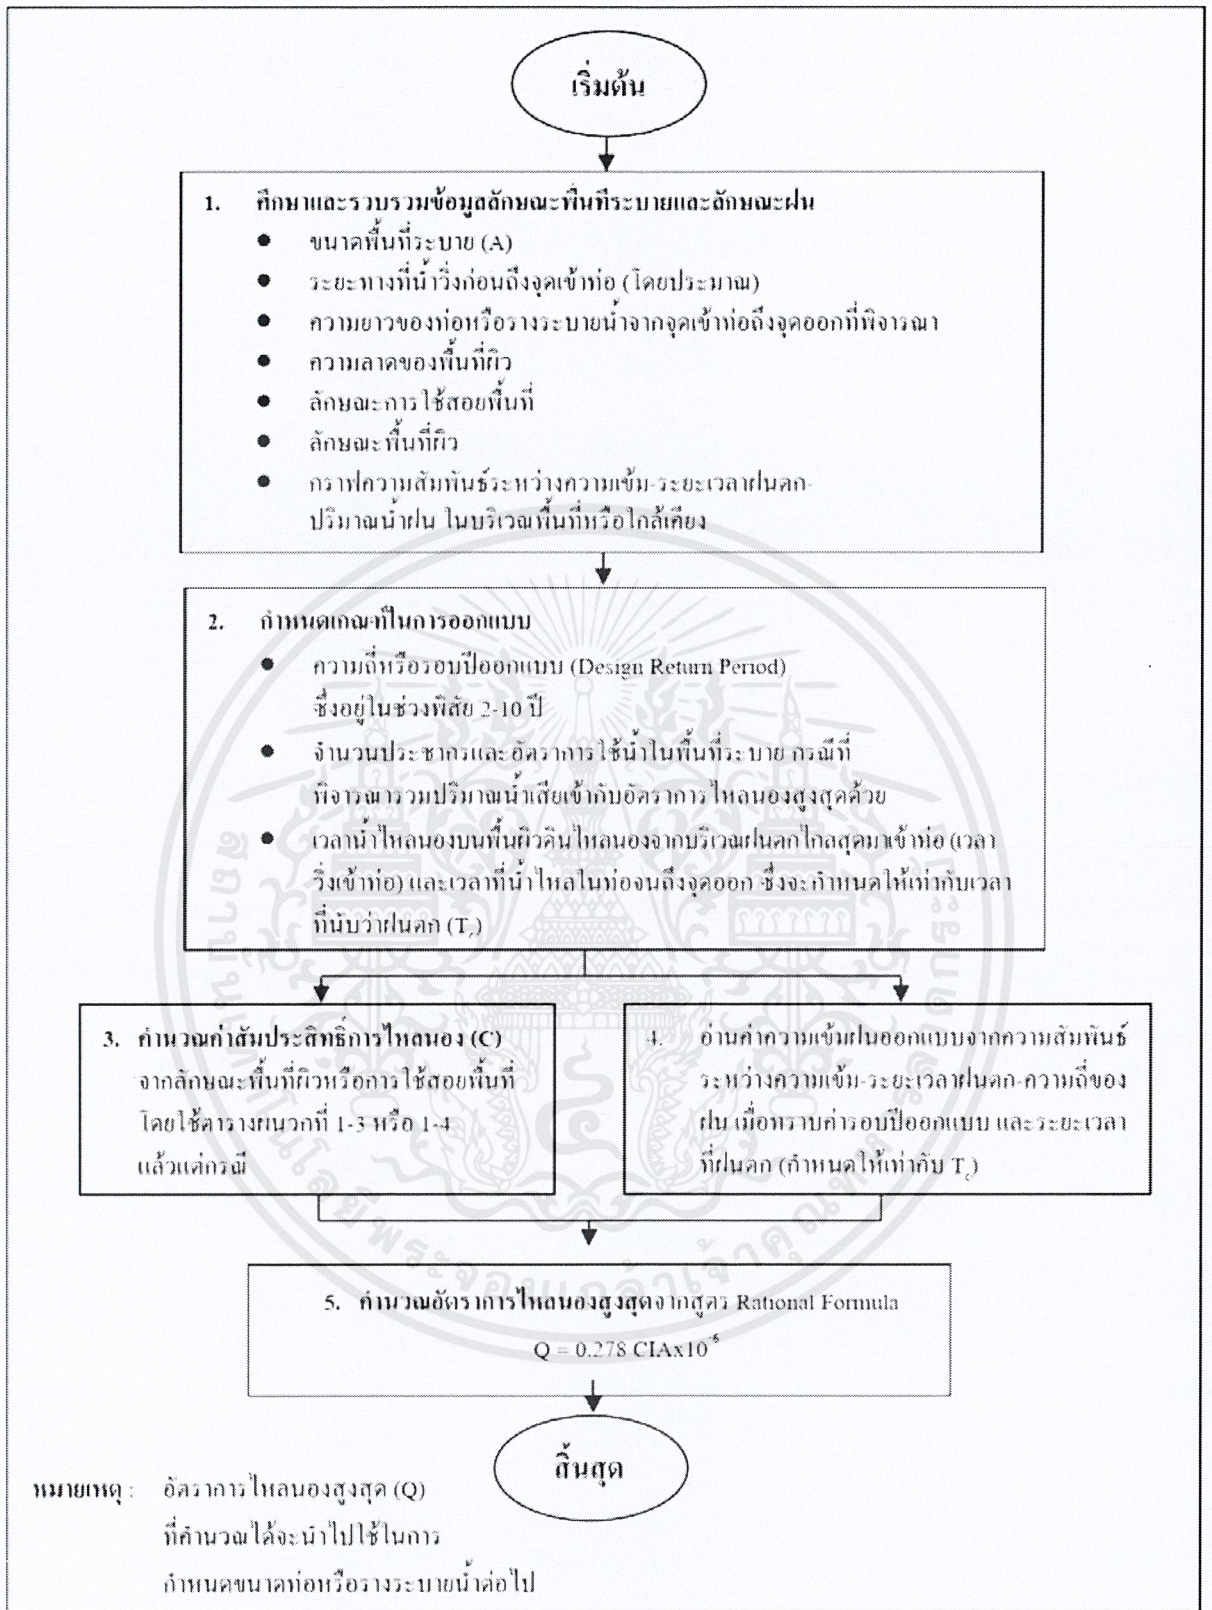 เริ่มต้น
1. ศึกษาและรวบรวมข้อมูลลักษณะพื้นที่ระบายและลักษณะฝน
● ขนาดพื้นที่ระบาย (A)
● ระยะทางที่น้ำวิ่งก่อนถึงจุดเข้าท่อ (โดยประมาณ)
● ความยาวของท่อหรือรางระบายน้ำจากจุดเข้าท่อถึงจุดออกที่พิจารณา
● ความลาดของพื้นที่ผิว
● ลักษณะการใช้สอยพื้นที่
● ลักษณะพื้นที่ผิว
● กราฟความสัมพันธ์ระหว่างความเข้ม-ระยะเวลาฝนตก-
ปริมาณน้ำฝน ในบริเวณพื้นที่หรือใกล้เคียง
2. กำหนดเกณฑ์ในการออกแบบ
● ความถี่หรือรอบปีออกแบบ (Design Return Period)
ซึ่งอยู่ในช่วงพิสัย 2-10 ปี
● จำนวนประชากรและอัตราการใช้น้ำในพื้นที่ระบาย กรณีที่
พิจารณารวมปริมาณน้ำเสียเข้ากับอัตราการไหลนองสูงสุดด้วย
● เวลาน้ำไหลนองบนพื้นผิวดินไหลนองจากบริเวณฝนตกไกลสุดมาเข้าท่อ (เวลา
วิ่งเข้าท่อ) และเวลาที่น้ำไหลในท่อจนถึงจุดออก ซึ่งจะกำหนดให้เท่ากับเวลา
ที่นับว่าฝนตก (T꜀)
3. คำนวณค่าสัมประสิทธิ์การไหลนอง (C)
จากลักษณะพื้นที่ผิวหรือการใช้สอยพื้นที่
โดยใช้ตารางผนวกที่ 1-3 หรือ 1-4
แล้วแต่กรณี
4. อ่านค่าความเข้มฝนออกแบบจากความสัมพันธ์
ระหว่างความเข้ม-ระยะเวลาฝนตก-ความถี่ของ
ฝน เมื่อทราบค่ารอบปีออกแบบ และระยะเวลา
ที่ฝนตก (กำหนดให้เท่ากับ T꜀)
5. คำนวณอัตราการไหลนองสูงสุดจากสูตร Rational Formula
Q = 0.278 CIAx10⁻⁶
สิ้นสุด
หมายเหตุ : อัตราการไหลนองสูงสุด (Q)
ที่คำนวณได้จะนำไปใช้ในการ
กำหนดขนาดท่อหรือรางระบายน้ำต่อไป